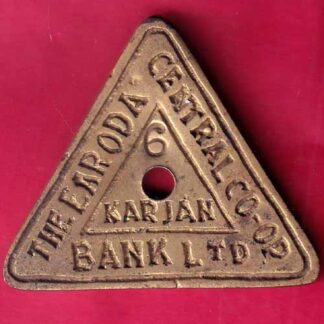 THE BARODA
CENTRAL CO-OP
BANK LTD
6
KARJAN